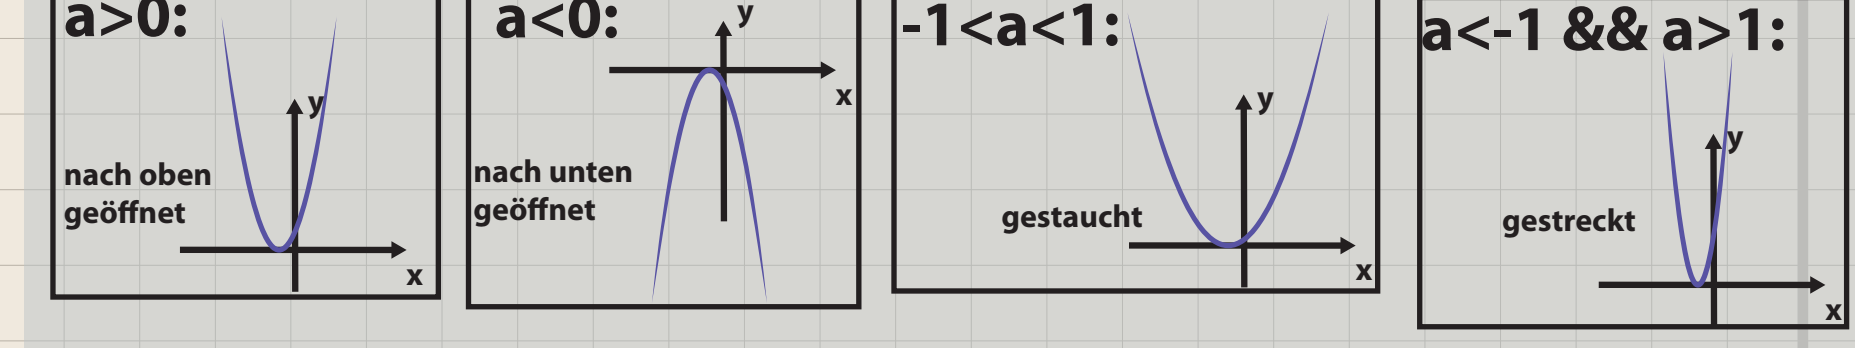 a>0:
y
nach oben
geöffnet
x
a<0:
y
x
nach unten
geöffnet
-1<a<1:
y
gestaucht
x
a<-1 && a>1:
y
gestreckt
x